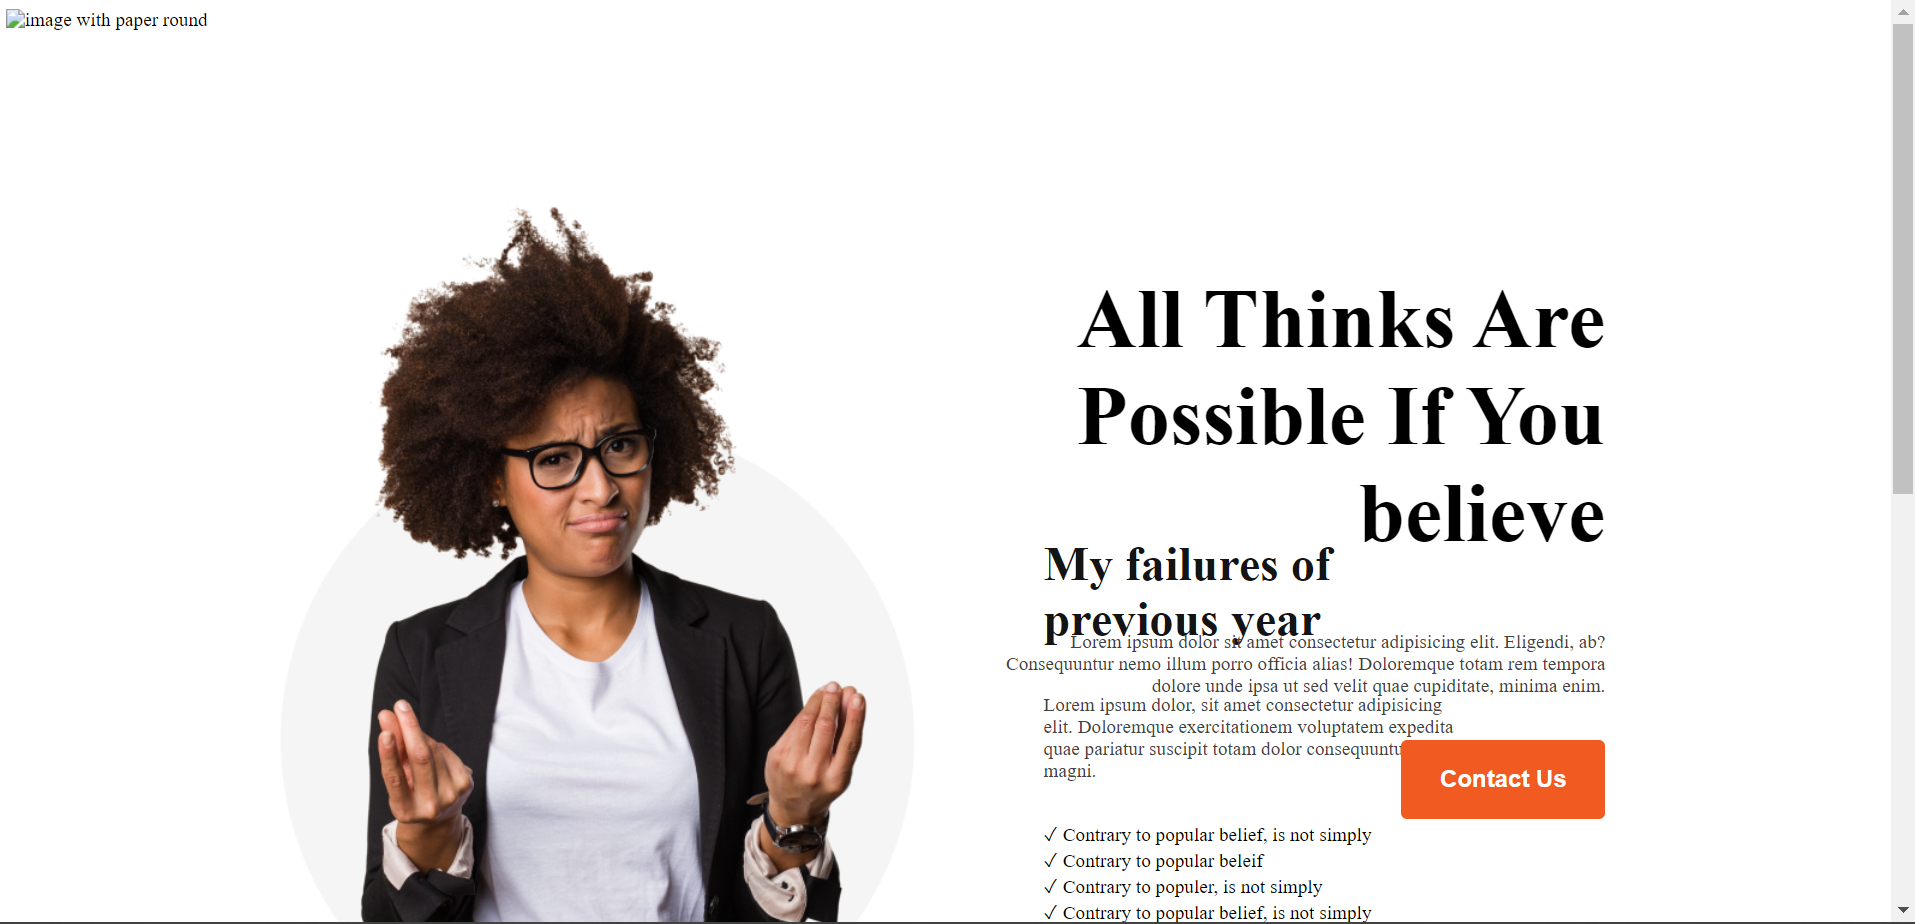 image with paper round
All Thinks Are
Possible If You
believe
My failures of
previous year
Lorem ipsum dolor sit amet consectetur adipisicing elit. Eligendi, ab?
Consequuntur nemo illum porro officia alias! Doloremque totam rem tempora
dolore unde ipsa ut sed velit quae cupiditate, minima enim.
Lorem ipsum dolor, sit amet consectetur adipisicing
elit. Doloremque exercitationem voluptatem expedita
quae pariatur suscipit totam dolor
magni.
Contact Us
✓ Contrary to popular belief, is not simply
✓ Contrary to popular beleif
✓ Contrary to populer, is not simply
✓ Contrary to popular belief, is not simply